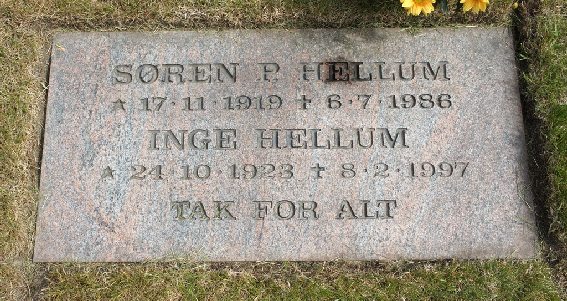 SØREN P. HELLUM
☆ 17·11·1919 ✝ 6·7·1986
INGE HELLUM
☆ 24·10·1923 ✝ 8·2·1997
TAK FOR ALT